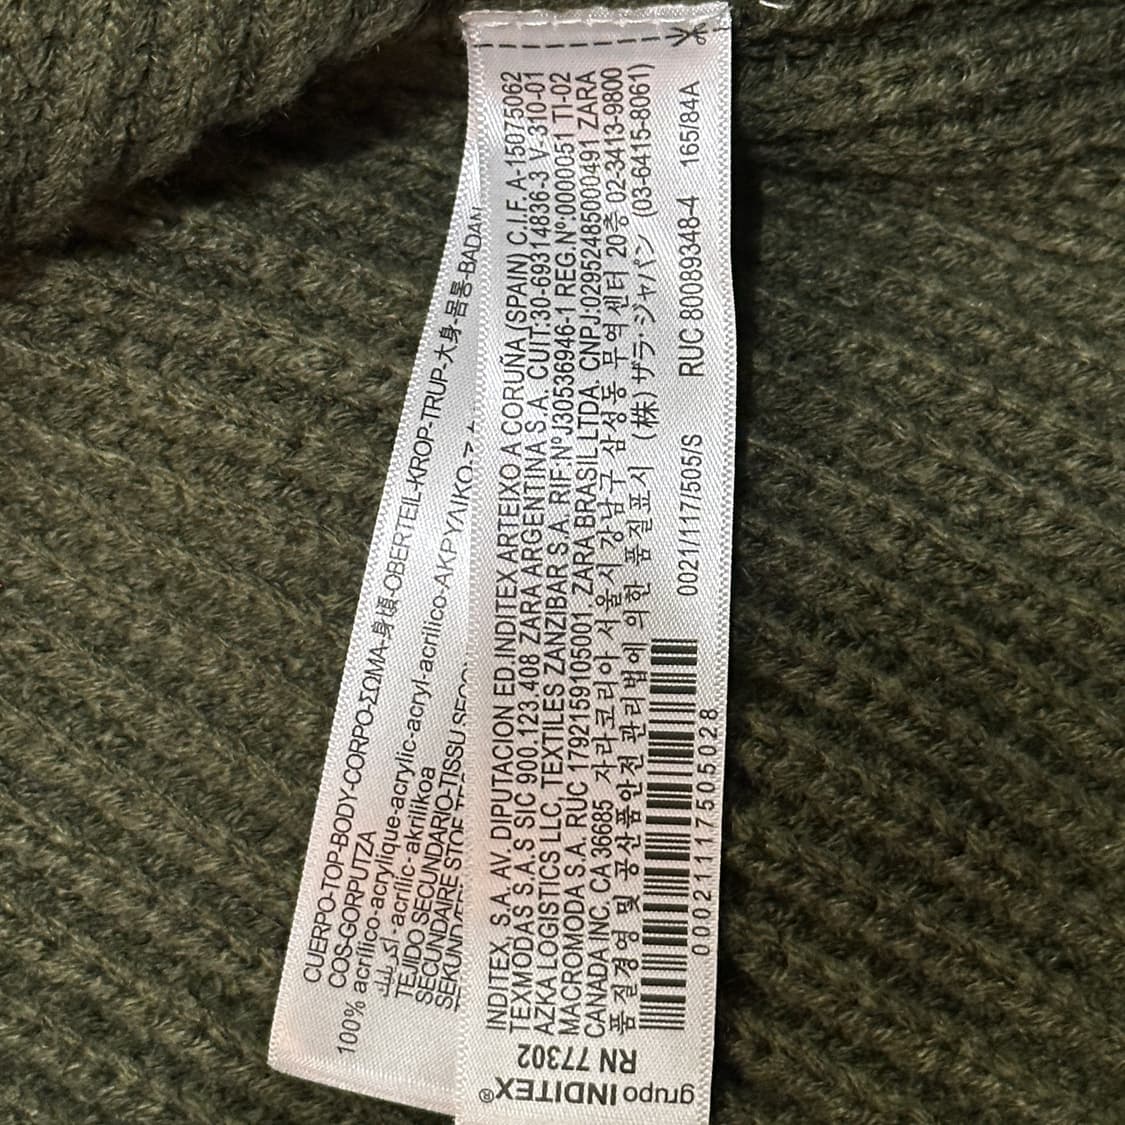 CUERPO-TOP-BODY-CORPO-ΣΩΜΑ-身頃-OBERTEIL-KROP-TRUP-大身-몸통-BADAN
COS-GORPUTZA
100% acrílico-acrylique-acrylic-acryl-acrilico-ΑΚΡΥΛΙΚΟ
اكريليك-acrílic-akrilikoa
TEJIDO SECUNDARIO-TISSU
SECUNDAIRE STOF
INDITEX, S.A. AV. DIPUTACION ED.INDITEX ARTEIXO A CORUÑA (SPAIN) C.I.F. A-15075062
TEXMODAS S.A.S SIC 900.123.408 ZARA ARGENTINA S.A. CUIT:30-69314836-3 V-310-01
AZKA LOGISTICS LLC, TEXTILES ZANZIBAR S.A. RIF:NºJ30536946-1 REG.Nº:0000051 TI-02
MACROMODA S.A. RUC 1792159105001, ZARA BRASIL LTDA. CNPJ:02952485000491 ZARA
CANADA INC. CA 36685 자라코리아 서울시 강남구 삼성동 무역센터 20층 02-3413-9800
품질경영 및 공산품안전관리법에 의한 품질표시 (株) ザラ・ジャパン (03-6415-8061)
0021/117/505/S RUC 80089348-4 165/84A
00021117505028
RN 77302
grupo INDITEX®